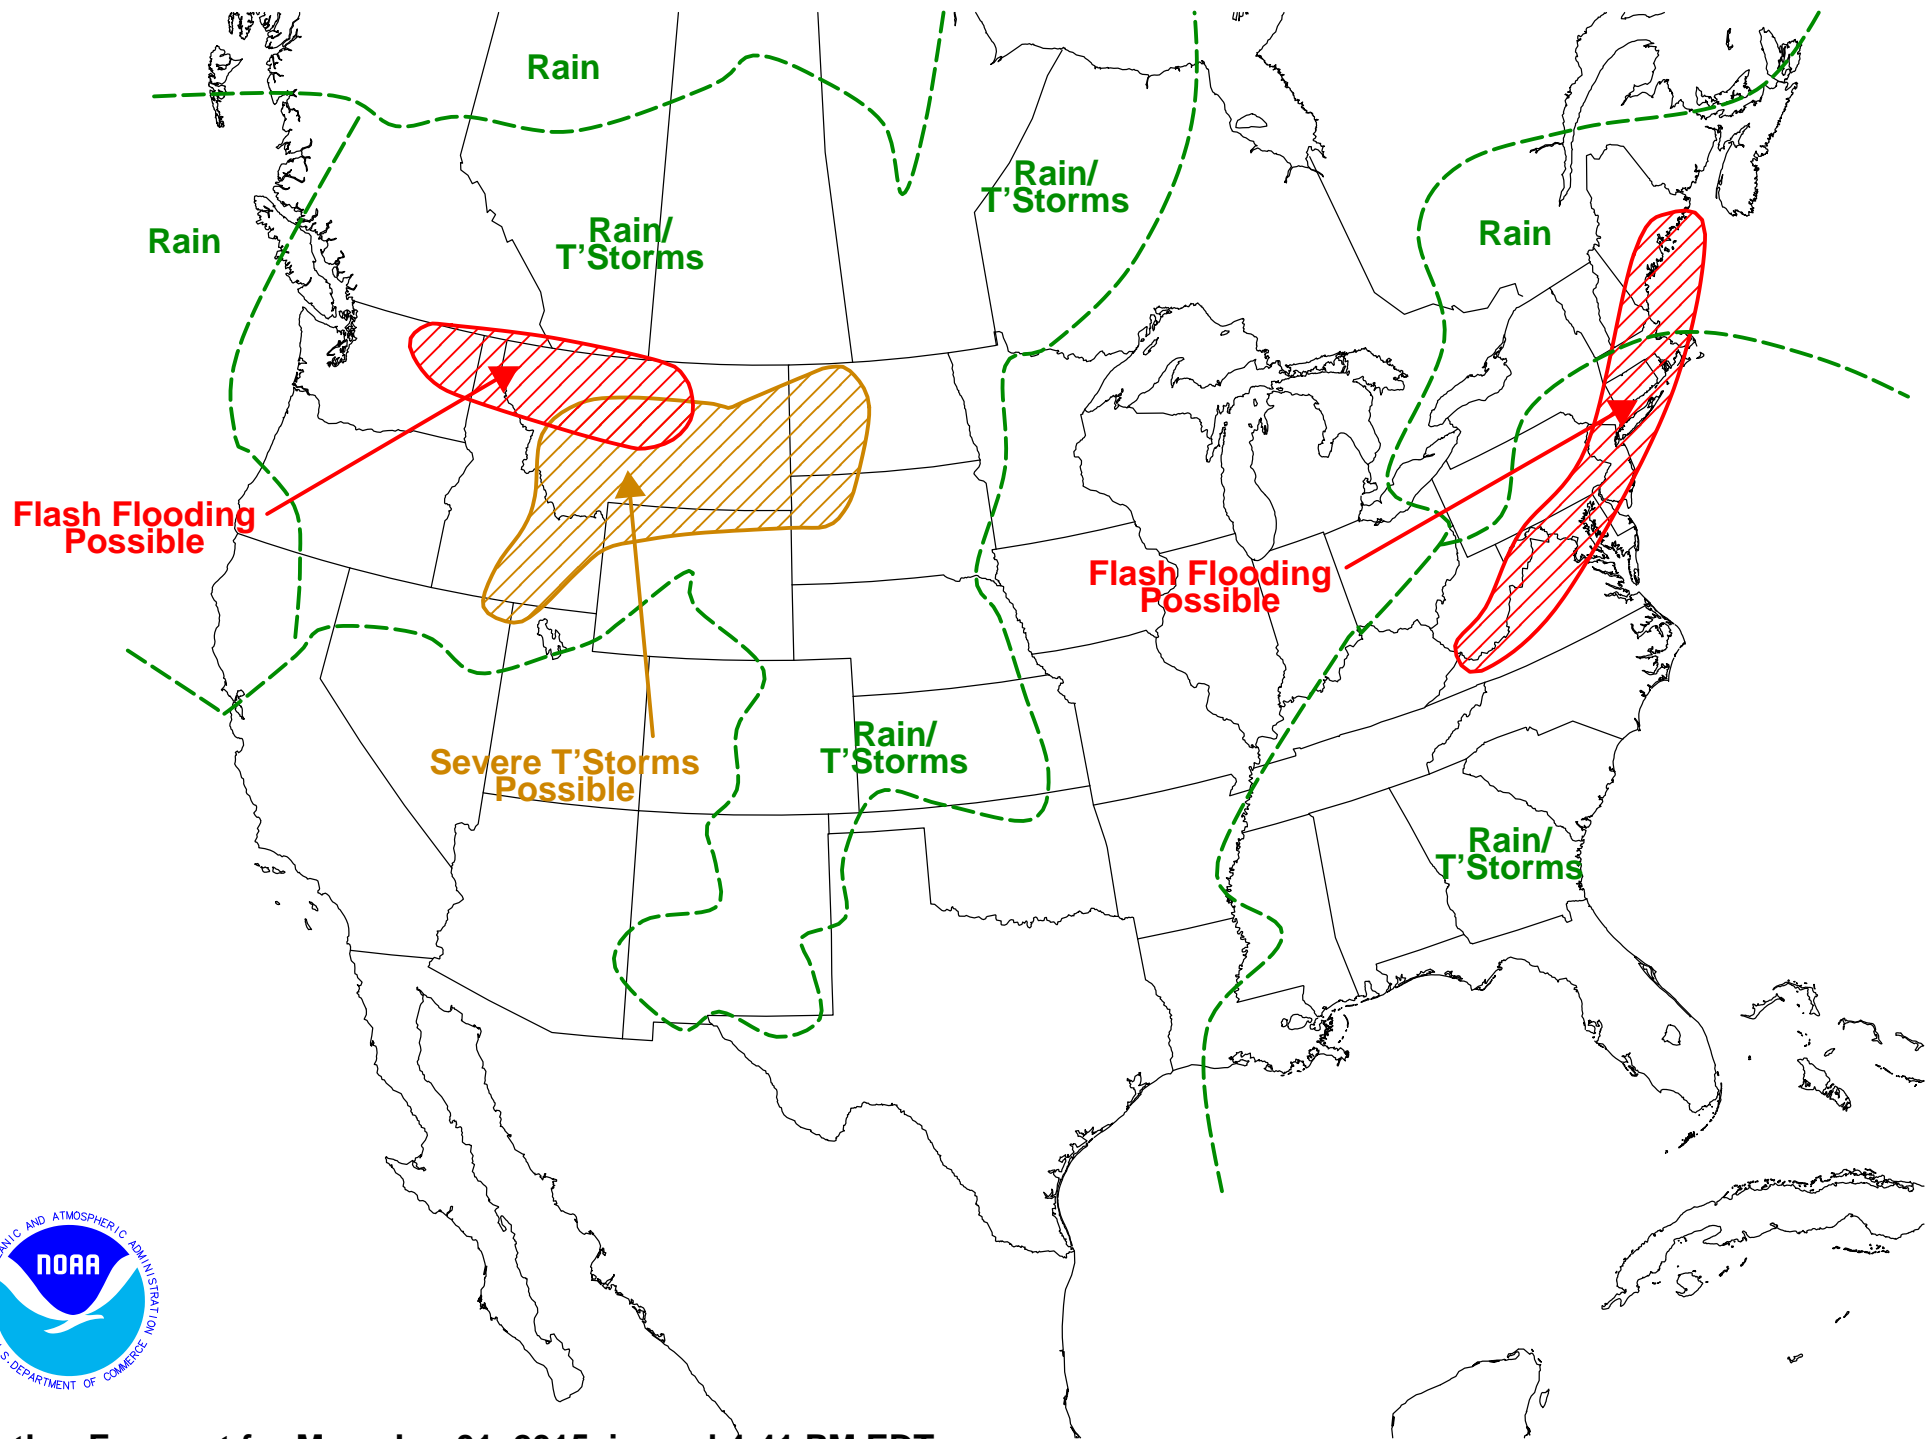 Rain
Rain/
T’Storms
Rain/
T’Storms
Rain
Rain
Flash Flooding
Possible
Flash Flooding
Possible
Severe T’Storms
Possible
Rain/
T’Storms
Rain/
T’Storms
AND ATMOSPHERIC ADMINISTRATION
NOAA
DEPARTMENT OF COMMERCE